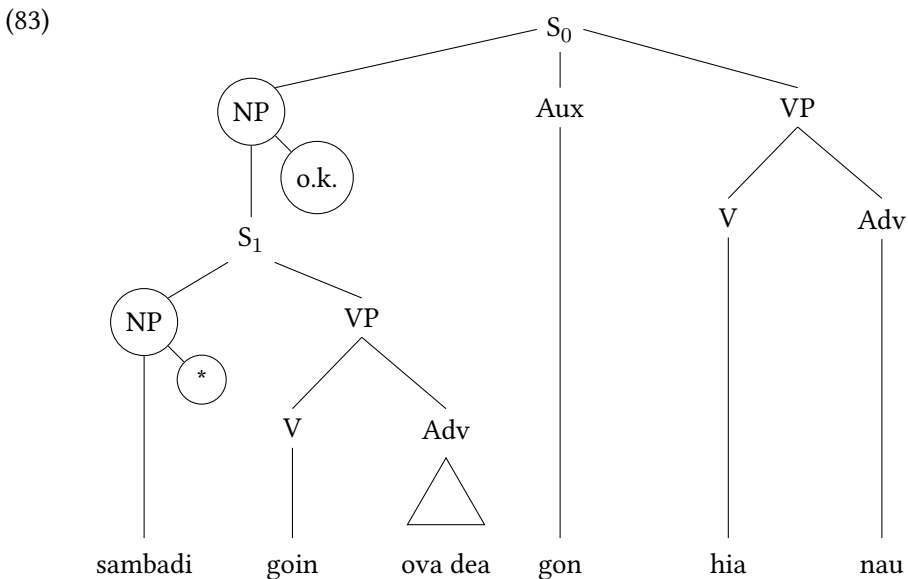 (83)
S₀
NP Aux VP
o.k.
V Adv
S₁
NP VP
*
V Adv
sambadi goin ova dea gon hia nau